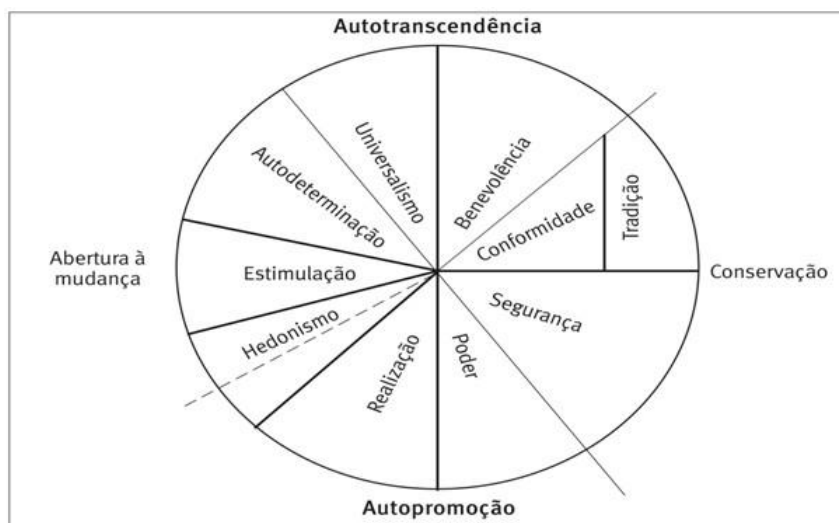 Autotranscendência
Universalismo
Benevolência
Autodeterminação
Conformidade
Tradição
Abertura à
mudança
Estimulação
Conservação
Hedonismo
Segurança
Realização
Poder
Autopromoção